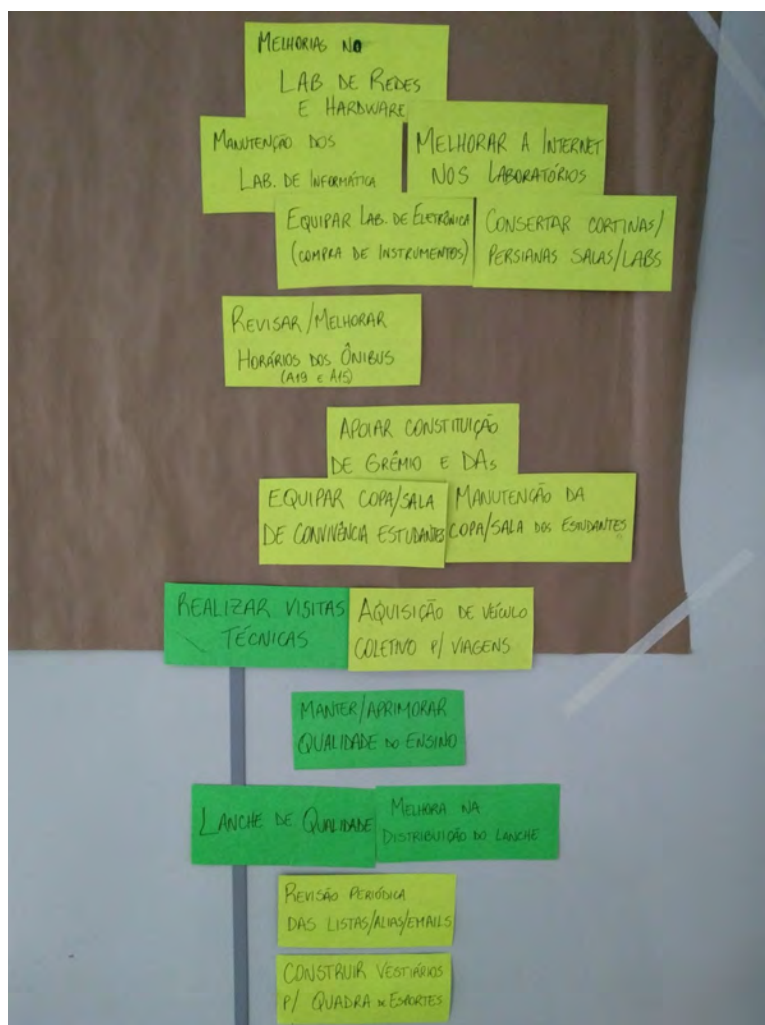 MELHORIAS NO
LAB DE REDES
E HARDWARE
MANUTENÇÃO DOS
LAB. DE INFORMÁTICA
MELHORAR A INTERNET
NOS LABORATÓRIOS
EQUIPAR LAB. DE ELETRÔNICA
(COMPRA DE INSTRUMENTOS)
CONSERTAR CORTINAS/
PERSIANAS SALAS/LABS
REVISAR/MELHORAR
HORÁRIOS DOS ÔNIBUS
(A19 E A15)
APOIAR CONSTITUIÇÃO
DE GRÊMIO E DAs
EQUIPAR COPA/SALA
DE CONVIVÊNCIA ESTUDANTES
MANUTENÇÃO DA
COPA/SALA DOS ESTUDANTES
REALIZAR VISITAS
TÉCNICAS
AQUISIÇÃO DE VEÍCULO
COLETIVO P/ VIAGENS
MANTER/APRIMORAR
QUALIDADE DO ENSINO
LANCHE DE QUALIDADE
MELHORA NA
DISTRIBUIÇÃO DO LANCHE
REVISÃO PERIÓDICA
DAS LISTAS/ALIAS/EMAILS
CONSTRUIR VESTIÁRIOS
P/ QUADRA DE ESPORTES